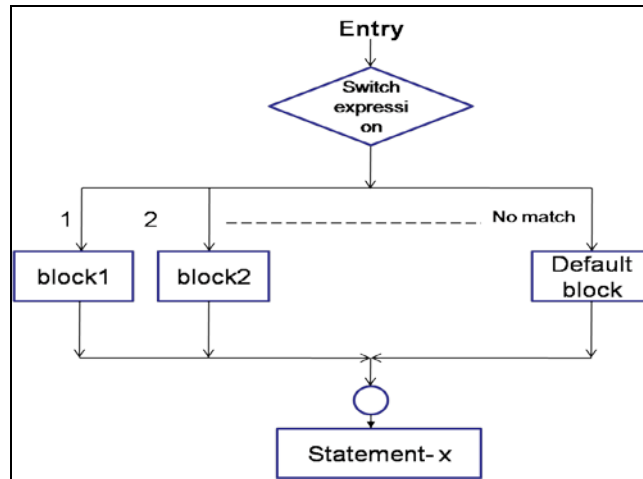 Entry
Switch
expressi
on
1
2
No match
block1
block2
Default
block
Statement- x